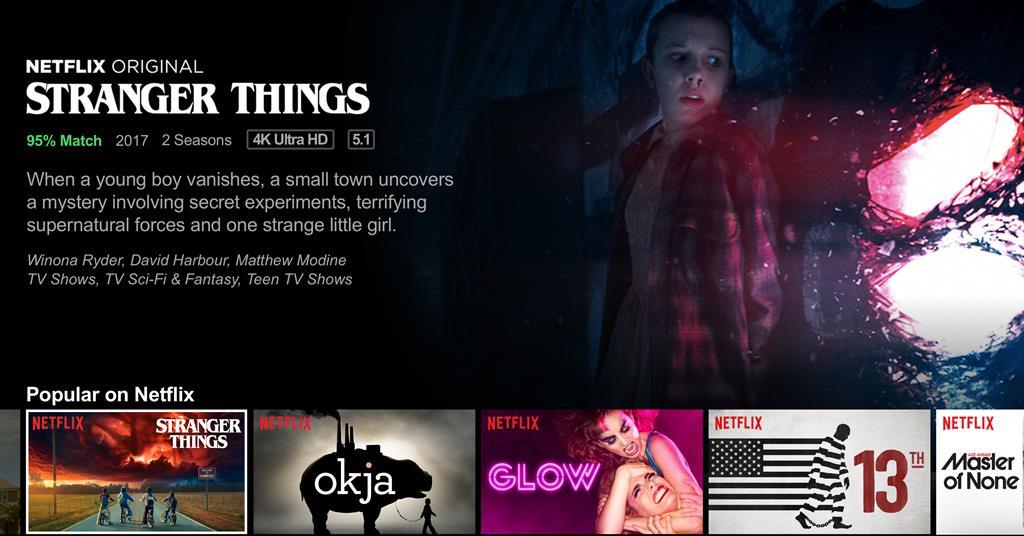 NETFLIX ORIGINAL
STRANGER THINGS
95% Match 2017 2 Seasons 4K Ultra HD 5.1
When a young boy vanishes, a small town uncovers
a mystery involving secret experiments, terrifying
supernatural forces and one strange little girl.
Winona Ryder, David Harbour, Matthew Modine
TV Shows, TV Sci-Fi & Fantasy, Teen TV Shows
Popular on Netflix
NETFLIX
STRANGER
THINGS
NETFLIX
okja
NETFLIX
GLOW
NETFLIX
13TH
NETFLIX
AZIZ ANSARI
Master
of None